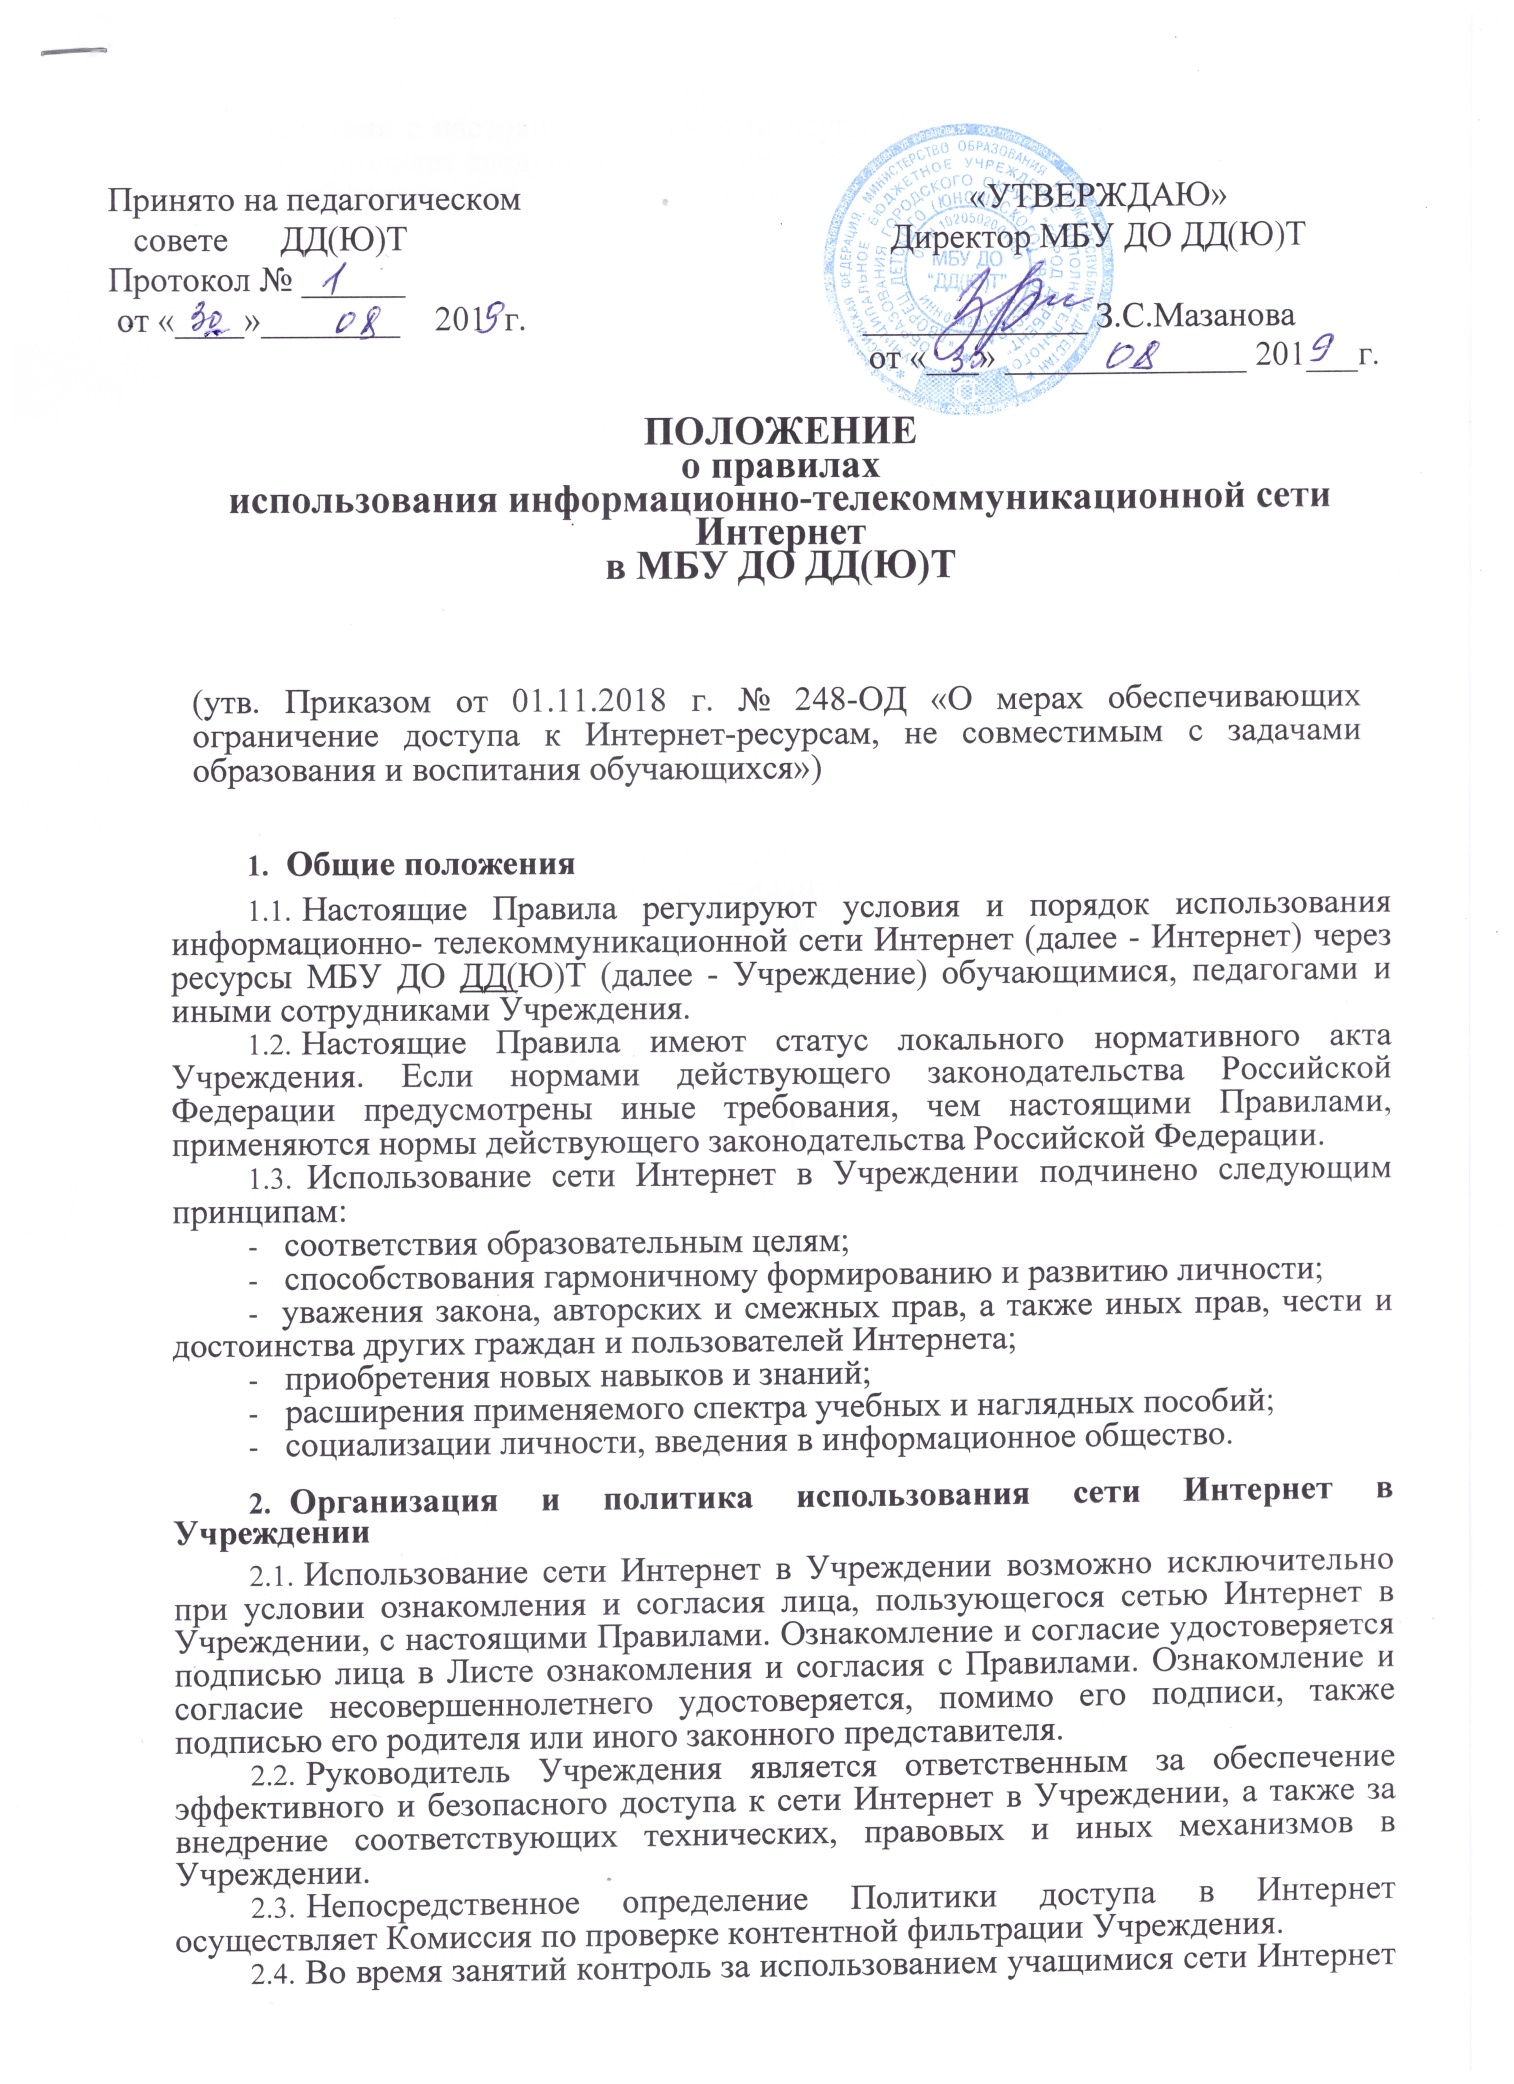 Принято на педагогическом
совете ДД(Ю)Т
Протокол № 1
от «30» 08 2019 г.
«УТВЕРЖДАЮ»
Директор МБУ ДО ДД(Ю)Т
З.С.Мазанова
от «30» 08 2019 г.
МБУ ДО
"ДД(Ю)Т"
ПОЛОЖЕНИЕ
о правилах
использования информационно-телекоммуникационной сети
Интернет
в МБУ ДО ДД(Ю)Т
(утв. Приказом от 01.11.2018 г. № 248-ОД «О мерах обеспечивающих
ограничение доступа к Интернет-ресурсам, не совместимым с задачами
образования и воспитания обучающихся»)
1. Общие положения
1.1. Настоящие Правила регулируют условия и порядок использования
информационно- телекоммуникационной сети Интернет (далее - Интернет) через
ресурсы МБУ ДО ДД(Ю)Т (далее - Учреждение) обучающимися, педагогами и
иными сотрудниками Учреждения.
1.2. Настоящие Правила имеют статус локального нормативного акта
Учреждения. Если нормами действующего законодательства Российской
Федерации предусмотрены иные требования, чем настоящими Правилами,
применяются нормы действующего законодательства Российской Федерации.
1.3. Использование сети Интернет в Учреждении подчинено следующим
принципам:
- соответствия образовательным целям;
- способствования гармоничному формированию и развитию личности;
- уважения закона, авторских и смежных прав, а также иных прав, чести и
достоинства других граждан и пользователей Интернета;
- приобретения новых навыков и знаний;
- расширения применяемого спектра учебных и наглядных пособий;
- социализации личности, введения в информационное общество.
2. Организация и политика использования сети Интернет в
Учреждении
2.1. Использование сети Интернет в Учреждении возможно исключительно
при условии ознакомления и согласия лица, пользующегося сетью Интернет в
Учреждении, с настоящими Правилами. Ознакомление и согласие удостоверяется
подписью лица в Листе ознакомления и согласия с Правилами. Ознакомление и
согласие несовершеннолетнего удостоверяется, помимо его подписи, также
подписью его родителя или иного законного представителя.
2.2. Руководитель Учреждения является ответственным за обеспечение
эффективного и безопасного доступа к сети Интернет в Учреждении, а также за
внедрение соответствующих технических, правовых и иных механизмов в
Учреждении.
2.3. Непосредственное определение Политики доступа в Интернет
осуществляет Комиссия по проверке контентной фильтрации Учреждения.
2.4. Во время занятий контроль за использованием учащимися сети Интернет